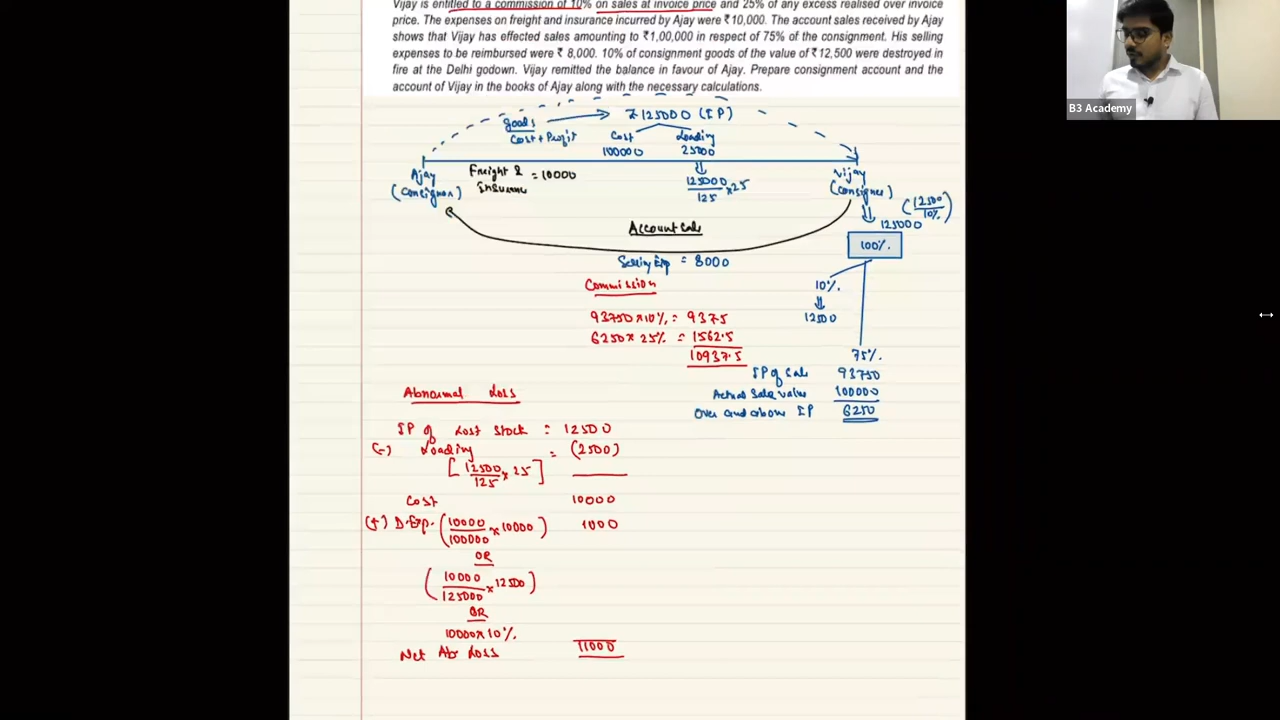 Vijay is entitled to a commission of 10% on sales at invoice price and 25% of any excess realised over invoice
price. The expenses on freight and insurance incurred by Ajay were ₹10,000. The account sales received by Ajay
shows that Vijay has effected sales amounting to ₹1,00,000 in respect of 75% of the consignment. His selling
expenses to be reimbursed were ₹ 8,000. 10% of consignment goods of the value of ₹12,500 were destroyed in
fire at the Delhi godown. Vijay remitted the balance in favour of Ajay. Prepare consignment account and the
account of Vijay in the books of Ajay along with the necessary calculations.
B3 Academy
Goods
Cost + Profit
₹ 125000 (IP)
Cost
100000
Loading
25000
125000/125 × 25
Ajay
(Consignor)
Freight &
Insurance = 10000
Vijay
(Consignee)
(12500/10%)
125000
100%.
Account Sale
Selling Exp = 8000
10%.
12500
75%.
IP of Sale 93750
Actual Sale value 100000
Over and above IP 6250
Commission
93750 × 10% = 9375
6250 × 25% = 1562.5
10937.5
Abnormal Loss
IP of Lost Stock = 12500
(-) Loading = (2500)
[12500/125 × 25]
Cost 10000
(+) D.Exp. (10000/100000 × 10000) 1000
OR
(10000/125000 × 12500)
OR
10000 × 10%.
Net Ab Loss 11000